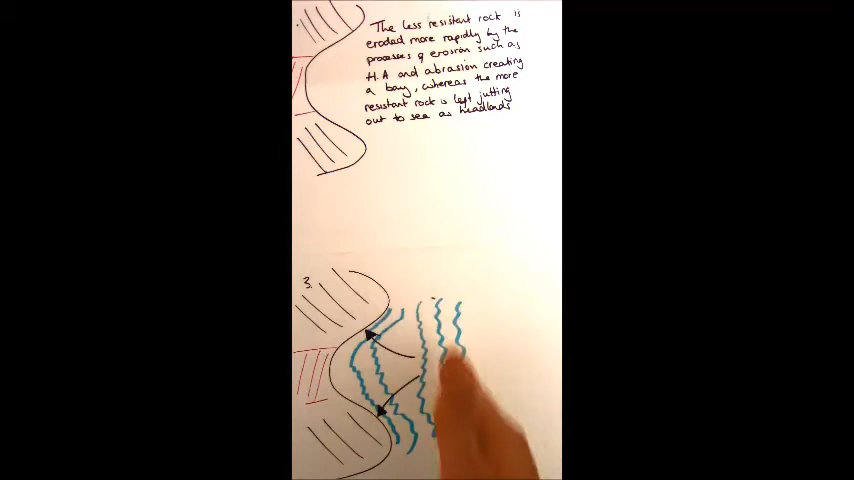 The less resistant rock is
eroded more rapidly by the
processes of erosion such as
H.A and abrasion creating
a bay, whereas the more
resistant rock is left jutting
out to sea as headlads
3.